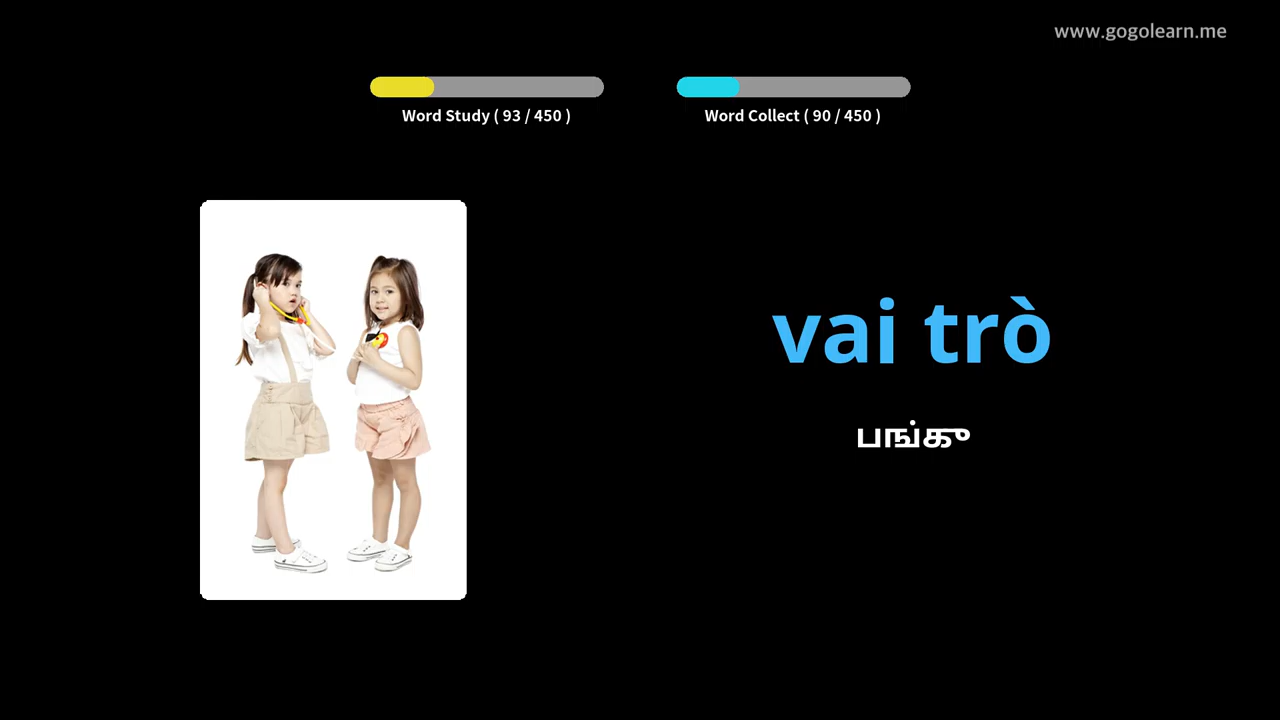 www.gogolearn.me
Word Study ( 93 / 450 )
Word Collect ( 90 / 450 )
vai trò
பங்கு